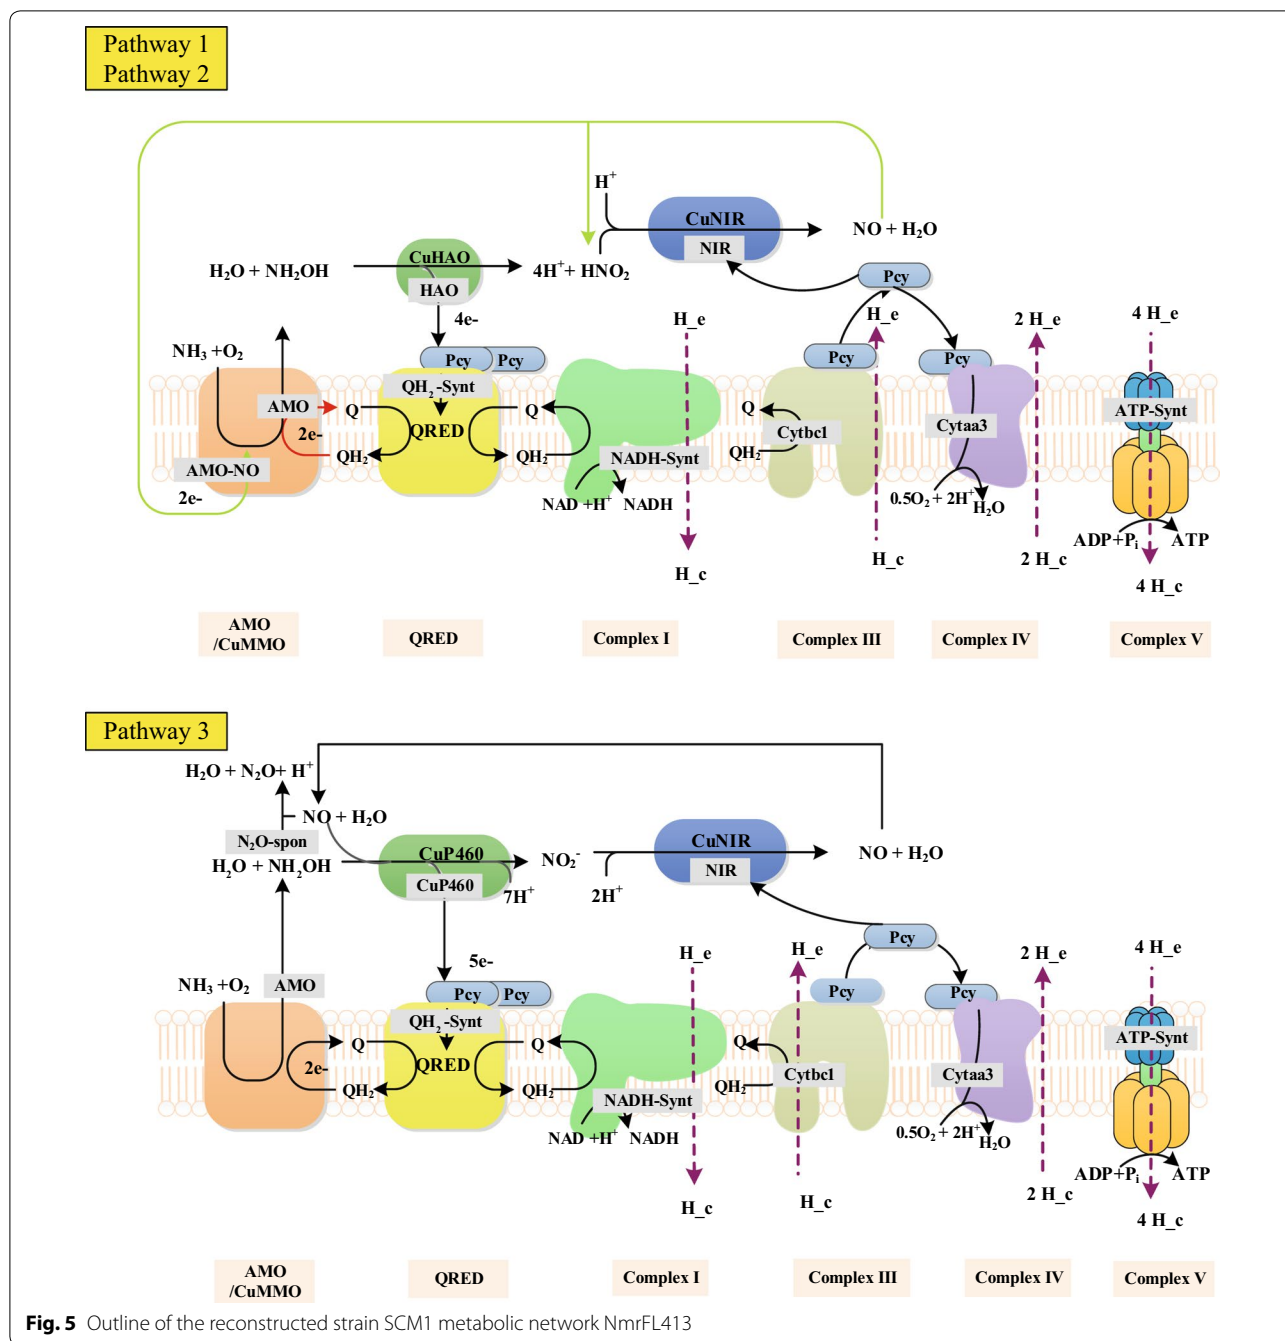 Pathway 1
Pathway 2
H⁺
CuNIR
NIR
NO + H₂O
H₂O + NH₂OH
CuHAO
HAO
4H⁺ + HNO₂
Pcy
4e-
H_e
H_e
2 H_e
4 H_e
NH₃ +O₂
Pcy
Pcy
Pcy
Pcy
QH₂ -Synt
AMO
Q
Q
Q
ATP-Synt
2e-
QRED
Cytbc1
Cytaa3
QH₂
QH₂
QH₂
NADH-Synt
AMO-NO
2e-
NAD +H⁺
NADH
0.5O₂ + 2H⁺
H₂O
ADP+Pᵢ
ATP
H_c
H_c
2 H_c
4 H_c
AMO
/CuMMO
QRED
Complex I
Complex III
Complex IV
Complex V
Pathway 3
H₂O + N₂O+ H⁺
NO + H₂O
N₂O-spon
H₂O + NH₂OH
CuP460
CuP460
7H⁺
NO₂⁻
2H⁺
CuNIR
NIR
NO + H₂O
Pcy
5e-
H_e
H_e
2 H_e
4 H_e
NH₃ +O₂
AMO
Pcy
Pcy
Pcy
Pcy
QH₂ -Synt
Q
Q
Q
ATP-Synt
2e-
QRED
Cytbc1
Cytaa3
QH₂
QH₂
QH₂
NADH-Synt
NAD +H⁺
NADH
0.5O₂ + 2H⁺
H₂O
ADP+Pᵢ
ATP
H_c
H_c
2 H_c
4 H_c
AMO
/CuMMO
QRED
Complex I
Complex III
Complex IV
Complex V
Fig. 5 Outline of the reconstructed strain SCM1 metabolic network NmrFL413